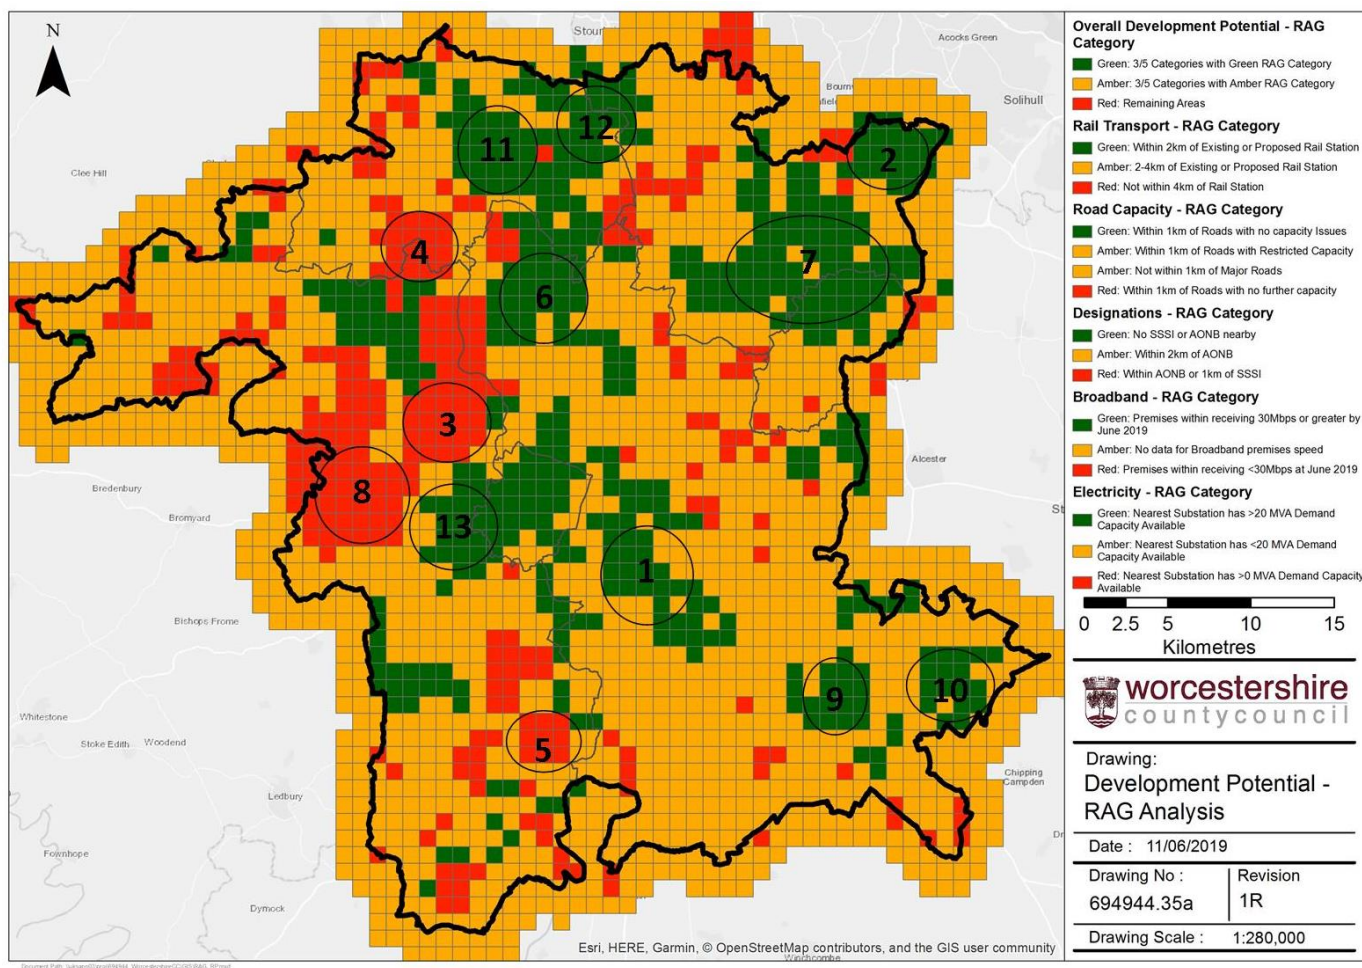 N
Stour
Acocks Green
Bourn
field
Solihull
Clee Hill
Bredenbury
Bromyard
Alcester
St
Bishops Frome
Whitestone
Stoke Edith
Woodend
Ledbury
Fownhope
Dymock
Chipping
Campden
Winchcombe
1
2
3
4
5
6
7
8
9
10
11
12
13
Esri, HERE, Garmin, © OpenStreetMap contributors, and the GIS user community
Overall Development Potential - RAG
Category
Green: 3/5 Categories with Green RAG Category
Amber: 3/5 Categories with Amber RAG Category
Red: Remaining Areas
Rail Transport - RAG Category
Green: Within 2km of Existing or Proposed Rail Station
Amber: 2-4km of Existing or Proposed Rail Station
Red: Not within 4km of Rail Station
Road Capacity - RAG Category
Green: Within 1km of Roads with no capacity Issues
Amber: Within 1km of Roads with Restricted Capacity
Amber: Not within 1km of Major Roads
Red: Within 1km of Roads with no further capacity
Designations - RAG Category
Green: No SSSI or AONB nearby
Amber: Within 2km of AONB
Red: Within AONB or 1km of SSSI
Broadband - RAG Category
Green: Premises within receiving 30Mbps or greater by
June 2019
Amber: No data for Broadband premises speed
Red: Premises within receiving <30Mbps at June 2019
Electricity - RAG Category
Green: Nearest Substation has >20 MVA Demand
Capacity Available
Amber: Nearest Substation has <20 MVA Demand
Capacity Available
Red: Nearest Substation has >0 MVA Demand Capacity
Available
0 2.5 5 10 15
Kilometres
worcestershire
countycouncil
Drawing:
Development Potential -
RAG Analysis
Date : 11/06/2019
Drawing No :
694944.35a
Revision
1R
Drawing Scale : 1:280,000